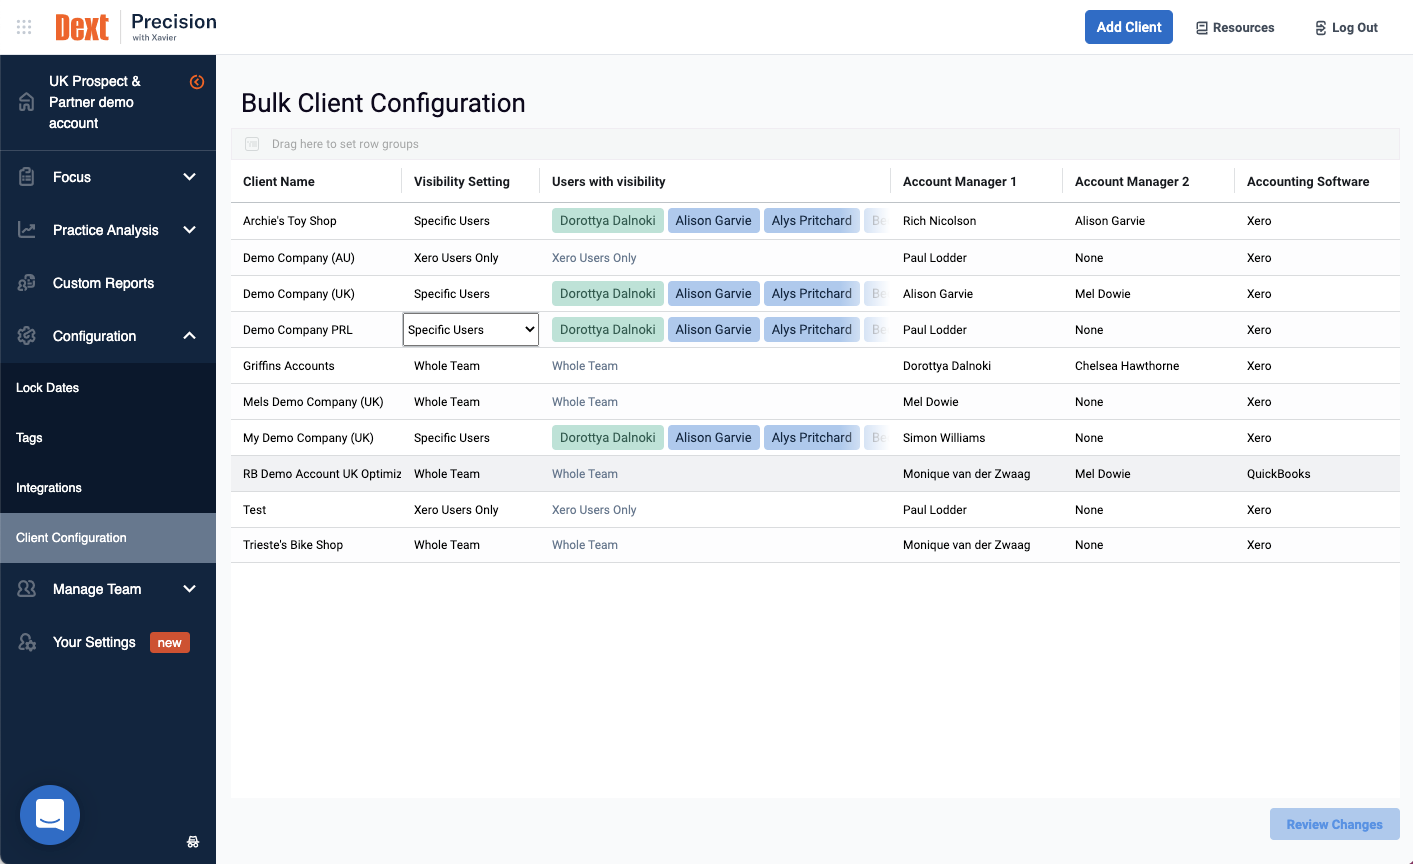 Dext
Precision
with Xavier
Add Client
Resources
Log Out
UK Prospect &
Partner demo
account
Focus
Practice Analysis
Custom Reports
Configuration
Lock Dates
Tags
Integrations
Client Configuration
Manage Team
Your Settings new
Bulk Client Configuration
Drag here to set row groups
Client Name Visibility Setting Users with visibility Account Manager 1 Account Manager 2 Accounting Software
Archie's Toy Shop Specific Users Dorottya Dalnoki Alison Garvie Alys Pritchard Be Rich Nicolson Alison Garvie Xero
Demo Company (AU) Xero Users Only Xero Users Only Paul Lodder None Xero
Demo Company (UK) Specific Users Dorottya Dalnoki Alison Garvie Alys Pritchard Be Alison Garvie Mel Dowie Xero
Demo Company PRL Specific Users Dorottya Dalnoki Alison Garvie Alys Pritchard Be Paul Lodder None Xero
Griffins Accounts Whole Team Whole Team Dorottya Dalnoki Chelsea Hawthorne Xero
Mels Demo Company (UK) Whole Team Whole Team Mel Dowie None Xero
My Demo Company (UK) Specific Users Dorottya Dalnoki Alison Garvie Alys Pritchard Be Simon Williams None Xero
RB Demo Account UK Optimiz Whole Team Whole Team Monique van der Zwaag Mel Dowie QuickBooks
Test Xero Users Only Xero Users Only Paul Lodder None Xero
Trieste's Bike Shop Whole Team Whole Team Monique van der Zwaag None Xero
Review Changes